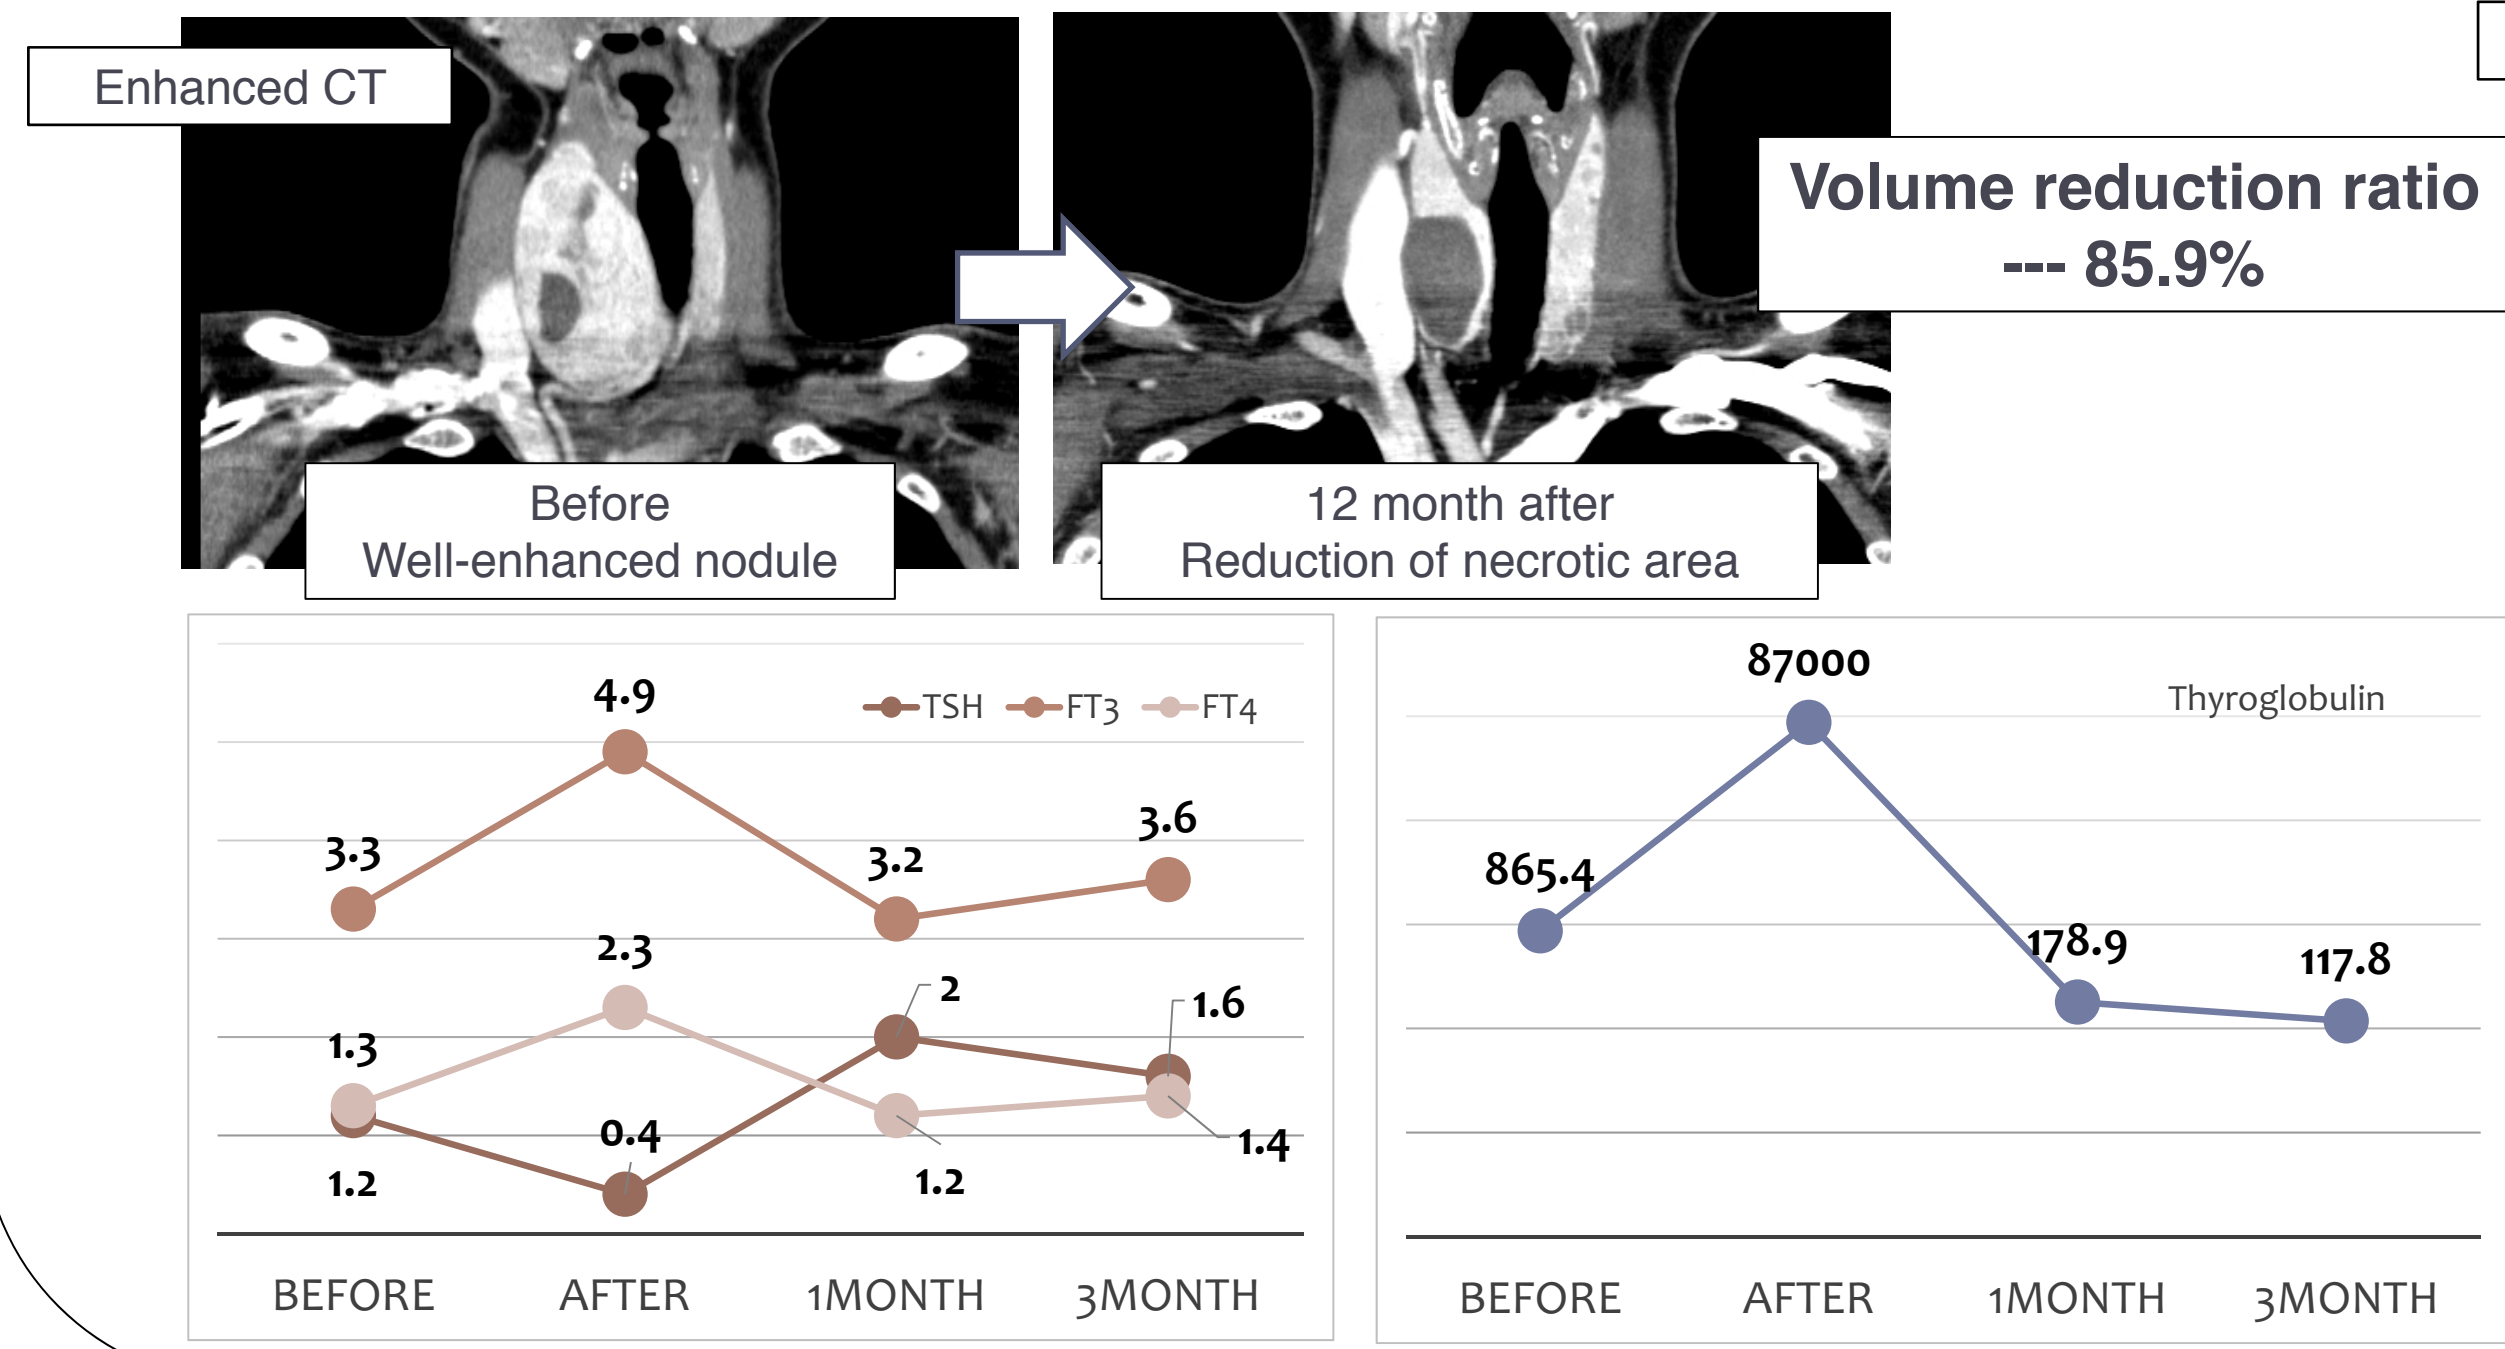 Enhanced CT
Volume reduction ratio
--- 85.9%
Before
Well-enhanced nodule
12 month after
Reduction of necrotic area
TSH FT3 FT4
4.9
3.3
3.2
3.6
2.3
1.3
2
1.6
0.4
1.2
1.2
1.4
BEFORE AFTER 1MONTH 3MONTH
Thyroglobulin
87000
865.4
178.9
117.8
BEFORE AFTER 1MONTH 3MONTH